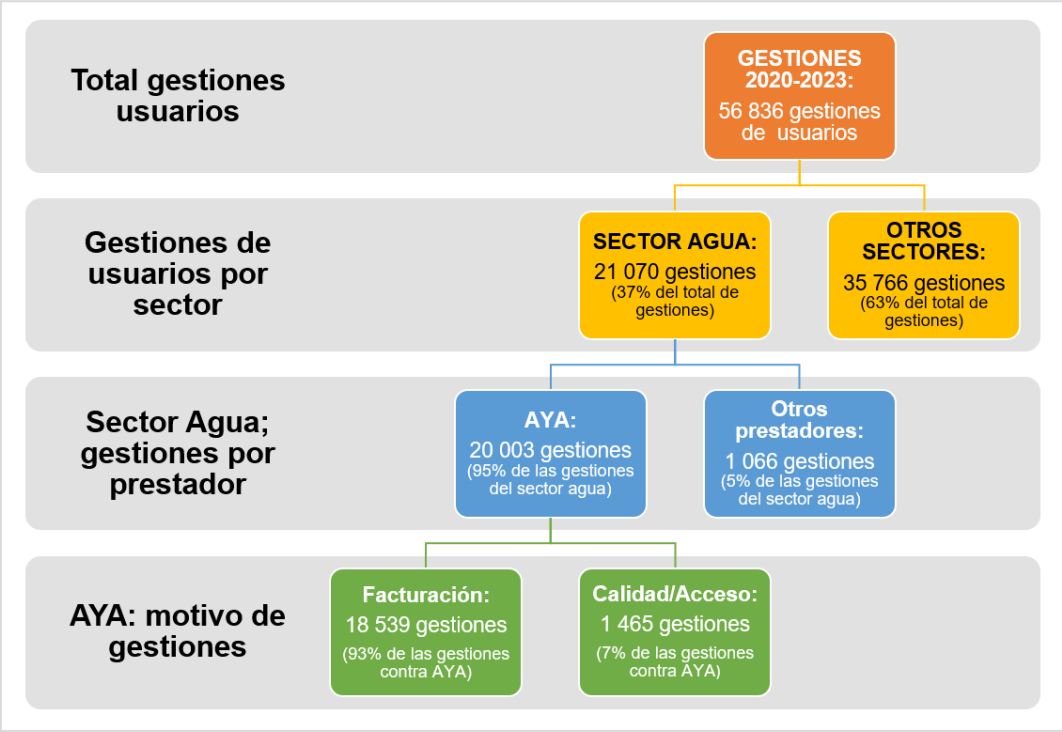 Total gestiones
usuarios
GESTIONES
2020-2023:
56 836 gestiones
de usuarios
Gestiones de
usuarios por
sector
SECTOR AGUA:
21 070 gestiones
(37% del total de
gestiones)
OTROS
SECTORES:
35 766 gestiones
(63% del total de
gestiones)
Sector Agua;
gestiones por
prestador
AYA:
20 003 gestiones
(95% de las gestiones
del sector agua)
Otros
prestadores:
1 066 gestiones
(5% de las gestiones
del sector agua)
AYA: motivo de
gestiones
Facturación:
18 539 gestiones
(93% de las gestiones
contra AYA)
Calidad/Acceso:
1 465 gestiones
(7% de las gestiones
contra AYA)